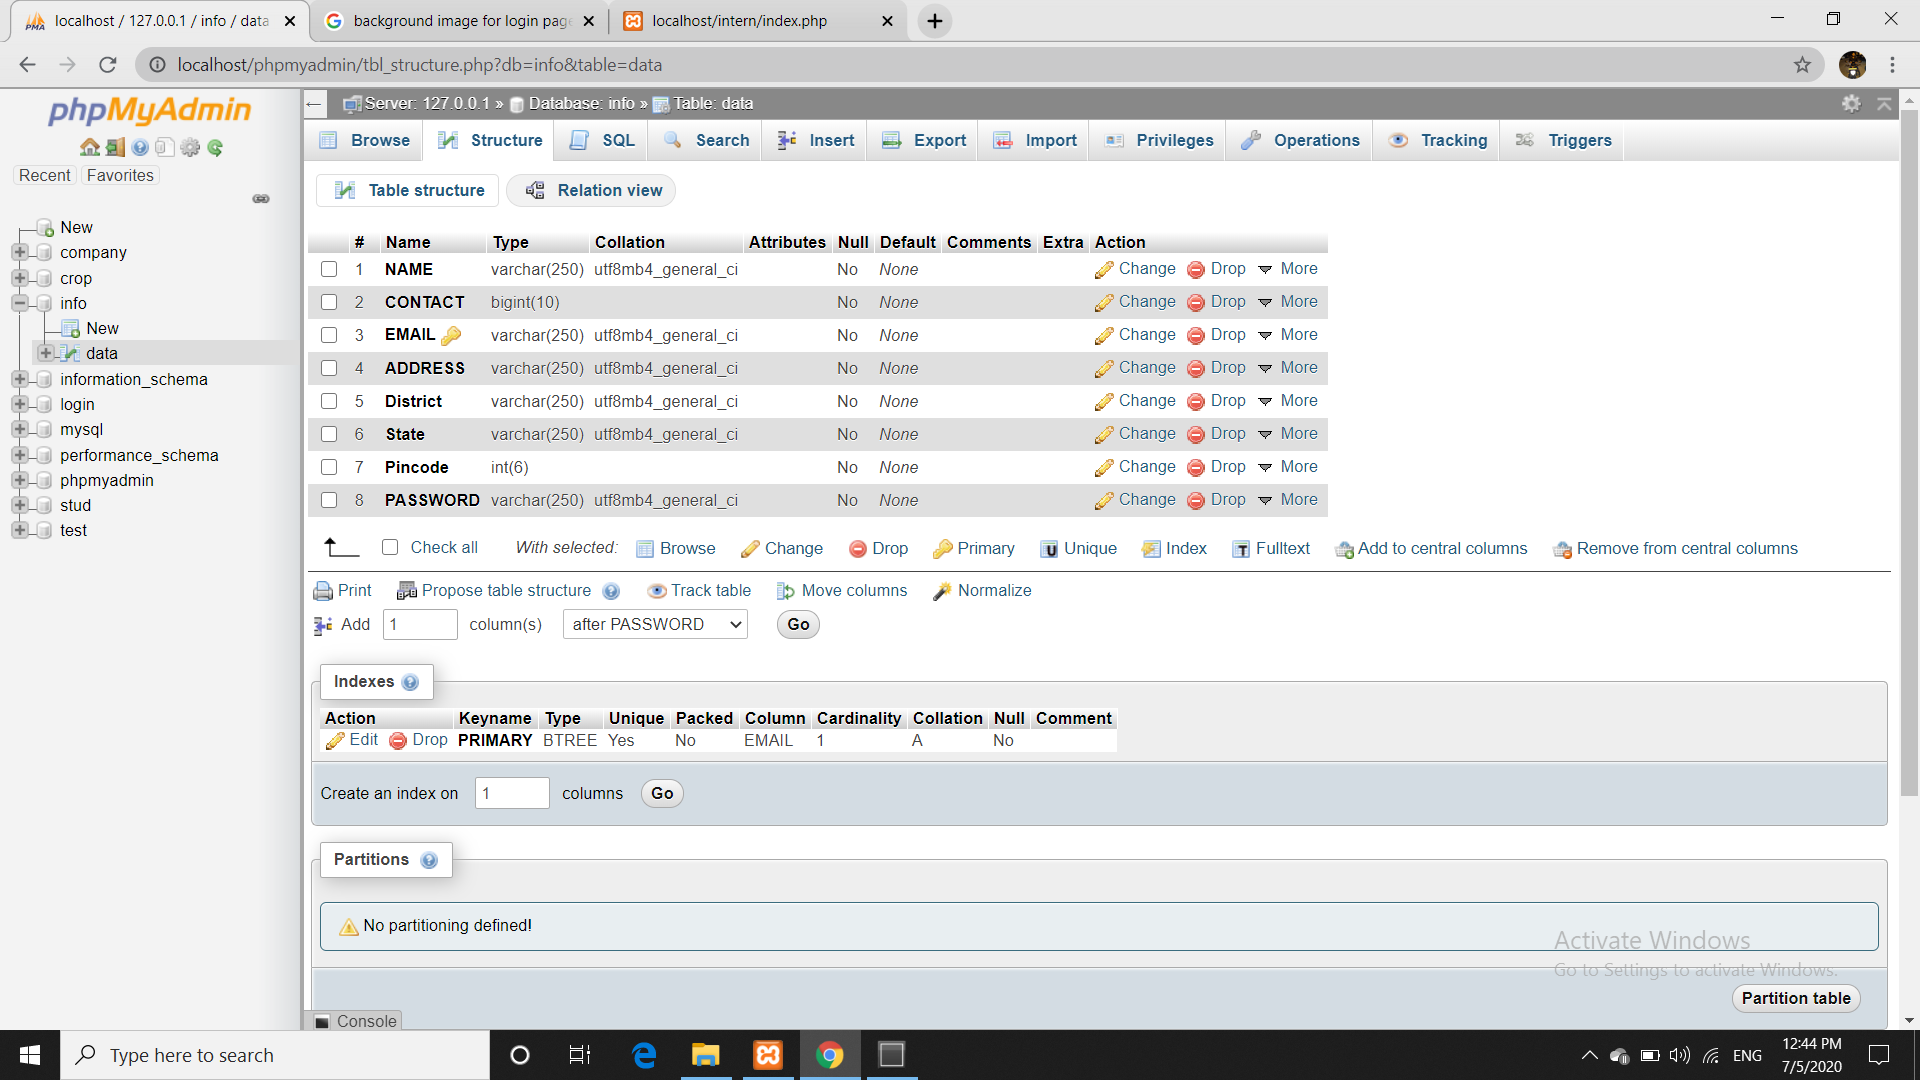 localhost / 127.0.0.1 / info / data
background image for login page
localhost/intern/index.php
localhost/phpmyadmin/tbl_structure.php?db=info&table=data
phpMyAdmin
Recent Favorites
New
company
crop
info
New
data
information_schema
login
mysql
performance_schema
phpmyadmin
stud
test
Server: 127.0.0.1 » Database: info » Table: data
Browse Structure SQL Search Insert Export Import Privileges Operations Tracking Triggers
Table structure Relation view
# Name Type Collation Attributes Null Default Comments Extra Action
1 NAME varchar(250) utf8mb4_general_ci No None Change Drop More
2 CONTACT bigint(10) No None Change Drop More
3 EMAIL varchar(250) utf8mb4_general_ci No None Change Drop More
4 ADDRESS varchar(250) utf8mb4_general_ci No None Change Drop More
5 District varchar(250) utf8mb4_general_ci No None Change Drop More
6 State varchar(250) utf8mb4_general_ci No None Change Drop More
7 Pincode int(6) No None Change Drop More
8 PASSWORD varchar(250) utf8mb4_general_ci No None Change Drop More
Check all With selected: Browse Change Drop Primary Unique Index Fulltext Add to central columns Remove from central columns
Print Propose table structure Track table Move columns Normalize
Add 1 column(s) after PASSWORD Go
Indexes
Action Keyname Type Unique Packed Column Cardinality Collation Null Comment
Edit Drop PRIMARY BTREE Yes No EMAIL 1 A No
Create an index on 1 columns Go
Partitions
No partitioning defined!
Activate Windows
Go to Settings to activate Windows.
Partition table
Console
Type here to search
ENG
12:44 PM
7/5/2020